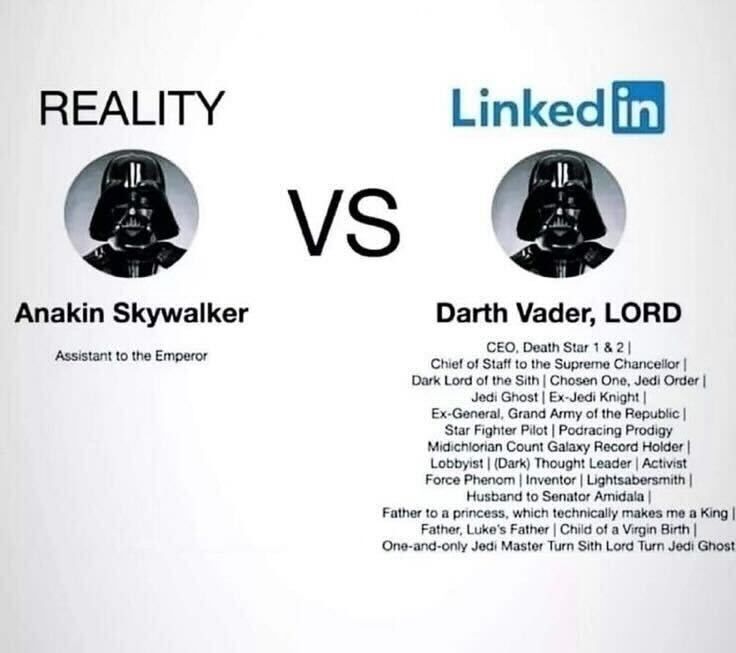 REALITY
Linked in
VS
Anakin Skywalker
Assistant to the Emperor
Darth Vader, LORD
CEO, Death Star 1 & 2 |
Chief of Staff to the Supreme Chancellor |
Dark Lord of the Sith | Chosen One, Jedi Order |
Jedi Ghost | Ex-Jedi Knight |
Ex-General, Grand Army of the Republic |
Star Fighter Pilot | Podracing Prodigy
Midichlorian Count Galaxy Record Holder |
Lobbyist | (Dark) Thought Leader | Activist
Force Phenom | Inventor | Lightsabersmith |
Husband to Senator Amidala |
Father to a princess, which technically makes me a King |
Father, Luke's Father | Child of a Virgin Birth |
One-and-only Jedi Master Turn Sith Lord Turn Jedi Ghost